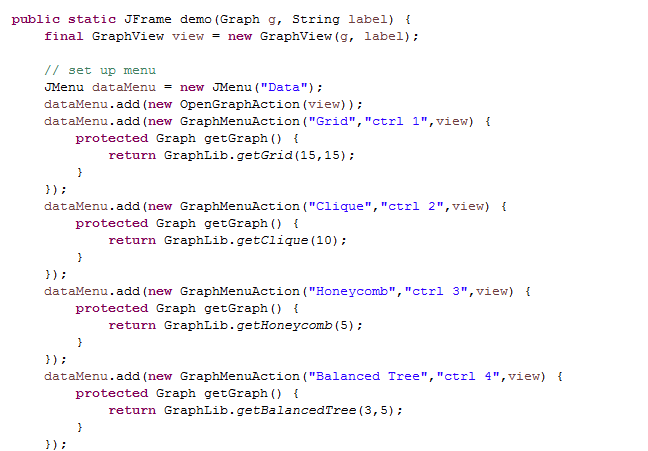 public static JFrame demo(Graph g, String label) {
    final GraphView view = new GraphView(g, label);

    // set up menu
    JMenu dataMenu = new JMenu("Data");
    dataMenu.add(new OpenGraphAction(view));
    dataMenu.add(new GraphMenuAction("Grid","ctrl 1",view) {
        protected Graph getGraph() {
            return GraphLib.getGrid(15,15);
        }
    });
    dataMenu.add(new GraphMenuAction("Clique","ctrl 2",view) {
        protected Graph getGraph() {
            return GraphLib.getClique(10);
        }
    });
    dataMenu.add(new GraphMenuAction("Honeycomb","ctrl 3",view) {
        protected Graph getGraph() {
            return GraphLib.getHoneycomb(5);
        }
    });
    dataMenu.add(new GraphMenuAction("Balanced Tree","ctrl 4",view) {
        protected Graph getGraph() {
            return GraphLib.getBalancedTree(3,5);
        }
    });